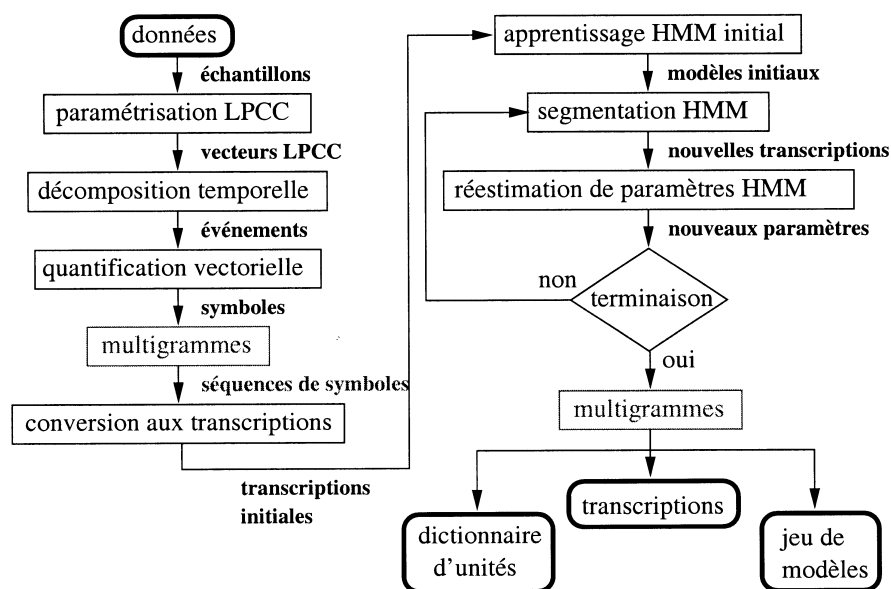 données
échantillons
paramétrisation LPCC
vecteurs LPCC
décomposition temporelle
événements
quantification vectorielle
symboles
multigrammes
séquences de symboles
conversion aux transcriptions
transcriptions
initiales
apprentissage HMM initial
modèles initiaux
segmentation HMM
nouvelles transcriptions
réestimation de paramètres HMM
nouveaux paramètres
non
terminaison
oui
multigrammes
dictionnaire
d'unités
transcriptions
jeu de
modèles